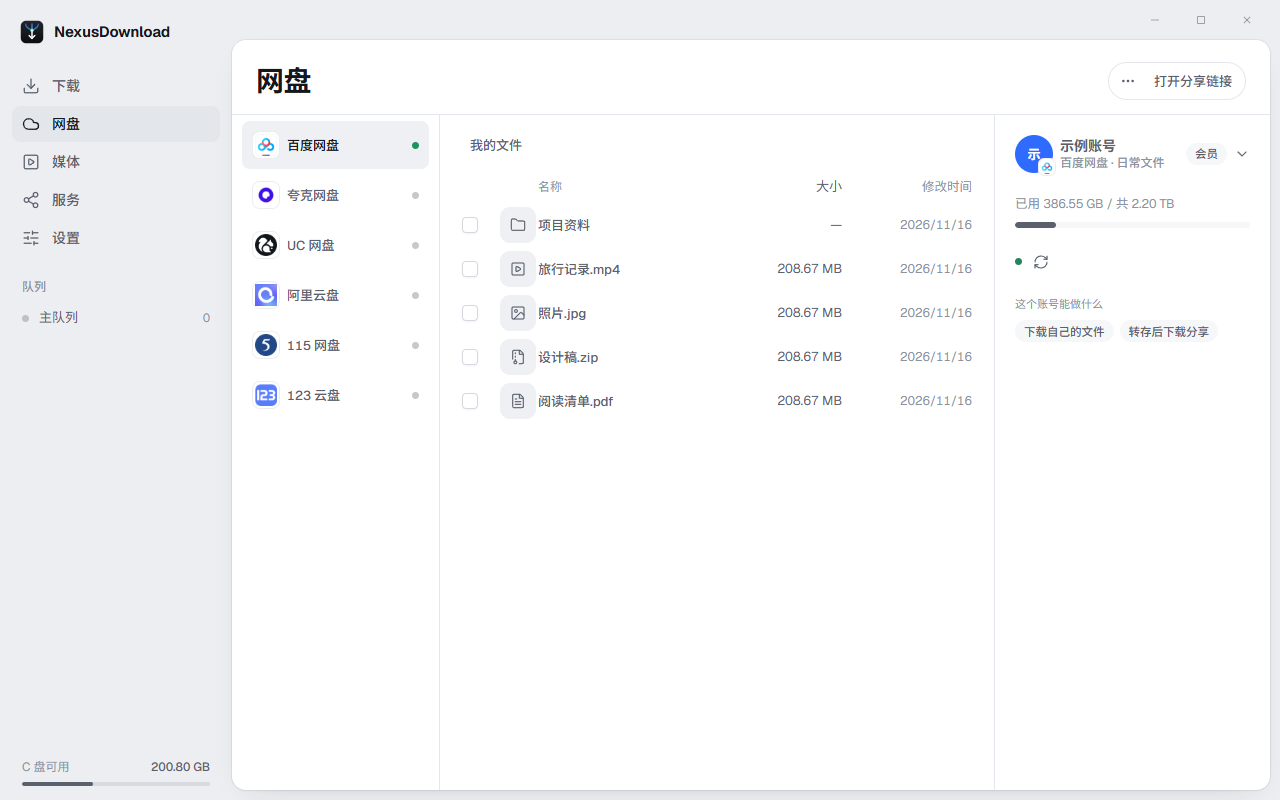 NexusDownload
下载
网盘
媒体
服务
设置
队列
主队列 0
C 盘可用 200.80 GB
网盘
打开分享链接
百度网盘
夸克网盘
UC 网盘
阿里云盘
115 网盘
123 云盘
我的文件
名称 大小 修改时间
项目资料 — 2026/11/16
旅行记录.mp4 208.67 MB 2026/11/16
照片.jpg 208.67 MB 2026/11/16
设计稿.zip 208.67 MB 2026/11/16
阅读清单.pdf 208.67 MB 2026/11/16
示
示例账号
百度网盘 · 日常文件
会员
已用 386.55 GB / 共 2.20 TB
这个账号能做什么
下载自己的文件 转存后下载分享